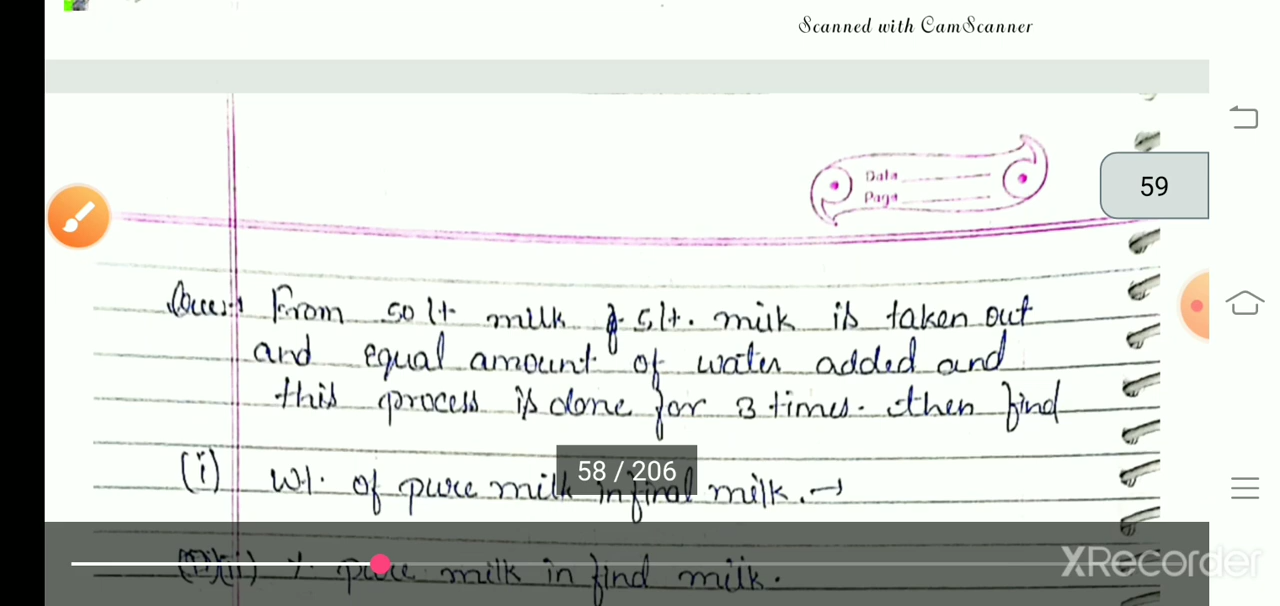 Scanned with CamScanner
Date
Page
59
Ques:- From 50 lt. milk 5 lt. milk is taken out
and equal amount of water added and
this process is done for 3 times. then find
58 / 206
(i) wt. of pure milk in final milk. →
(ii) % pure milk in find milk.
XRecorder